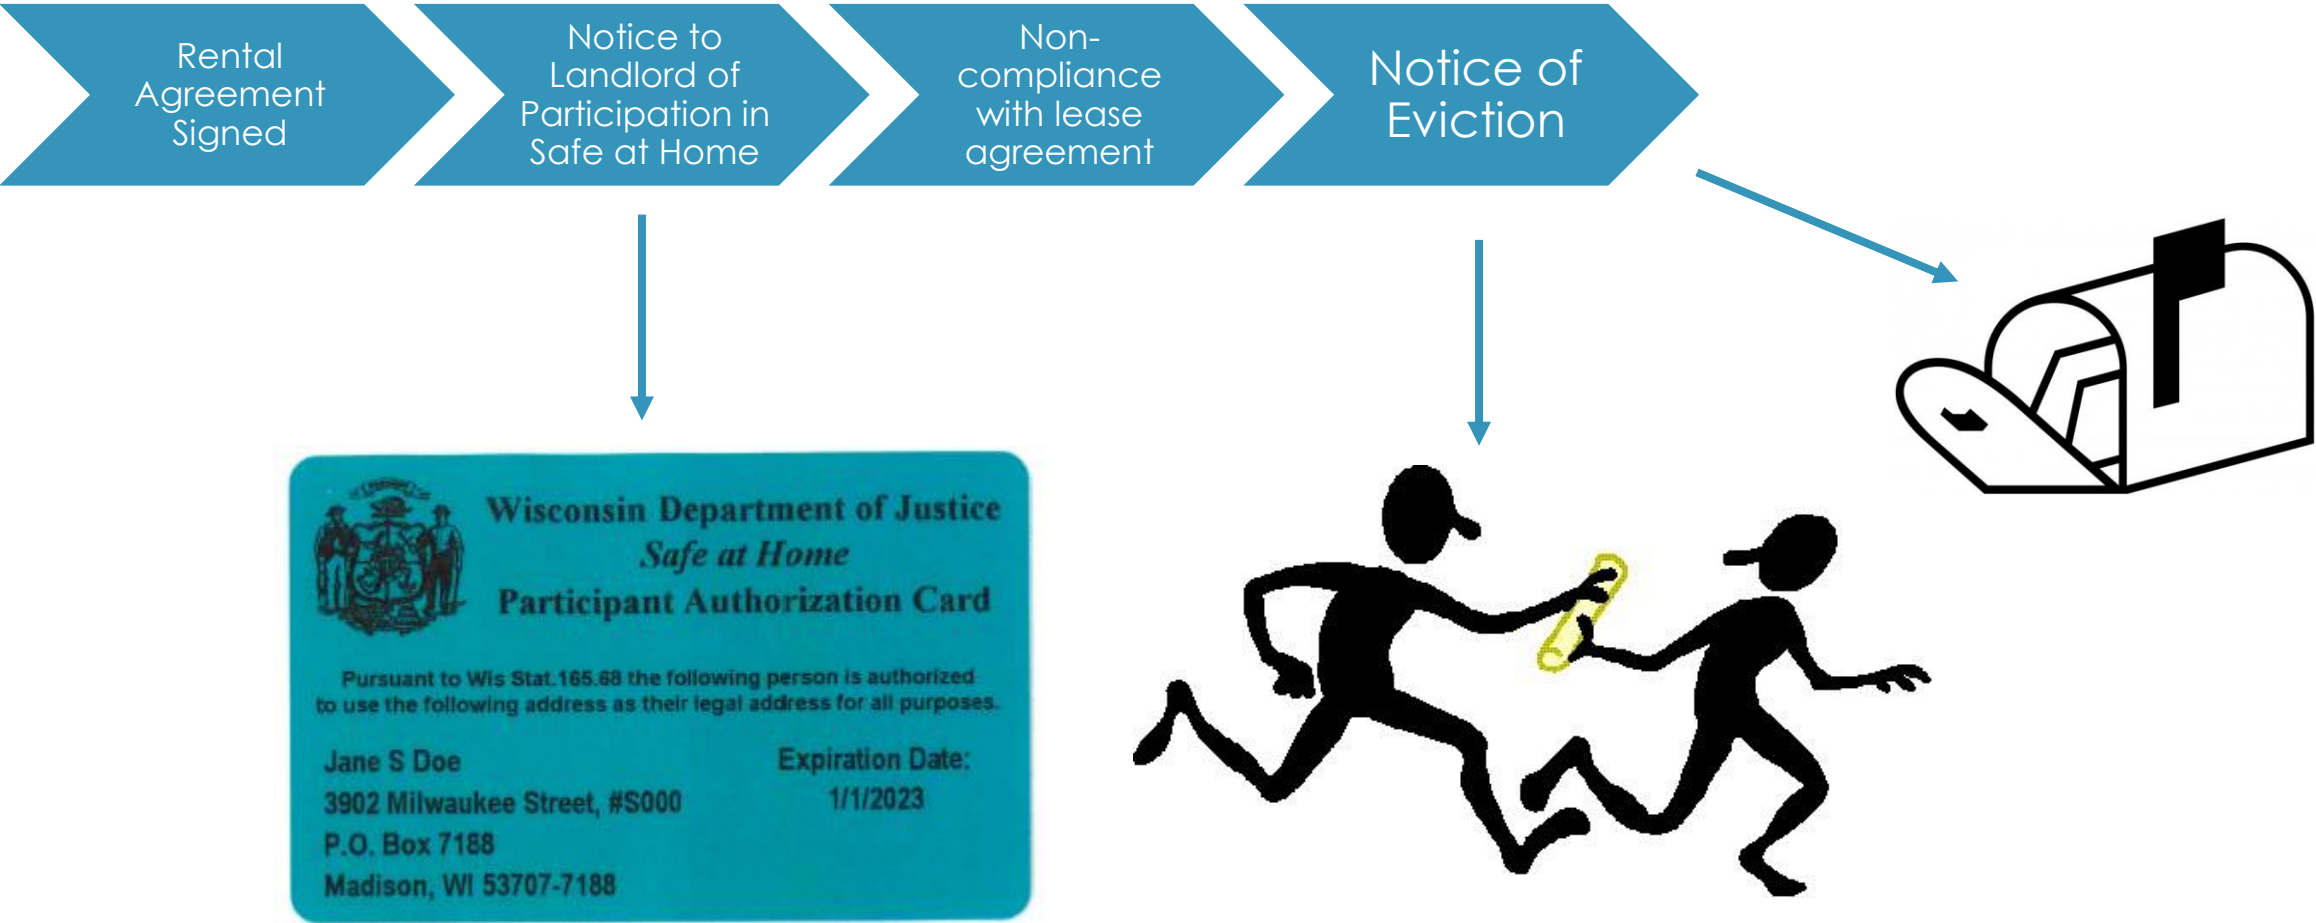 Rental
Agreement
Signed
Notice to
Landlord of
Participation in
Safe at Home
Non-
compliance
with lease
agreement
Notice of
Eviction
Wisconsin Department of Justice
Safe at Home
Participant Authorization Card
Pursuant to Wis Stat.165.68 the following person is authorized
to use the following address as their legal address for all purposes.
Jane S Doe
Expiration Date:
3902 Milwaukee Street, #S000
1/1/2023
P.O. Box 7188
Madison, WI 53707-7188